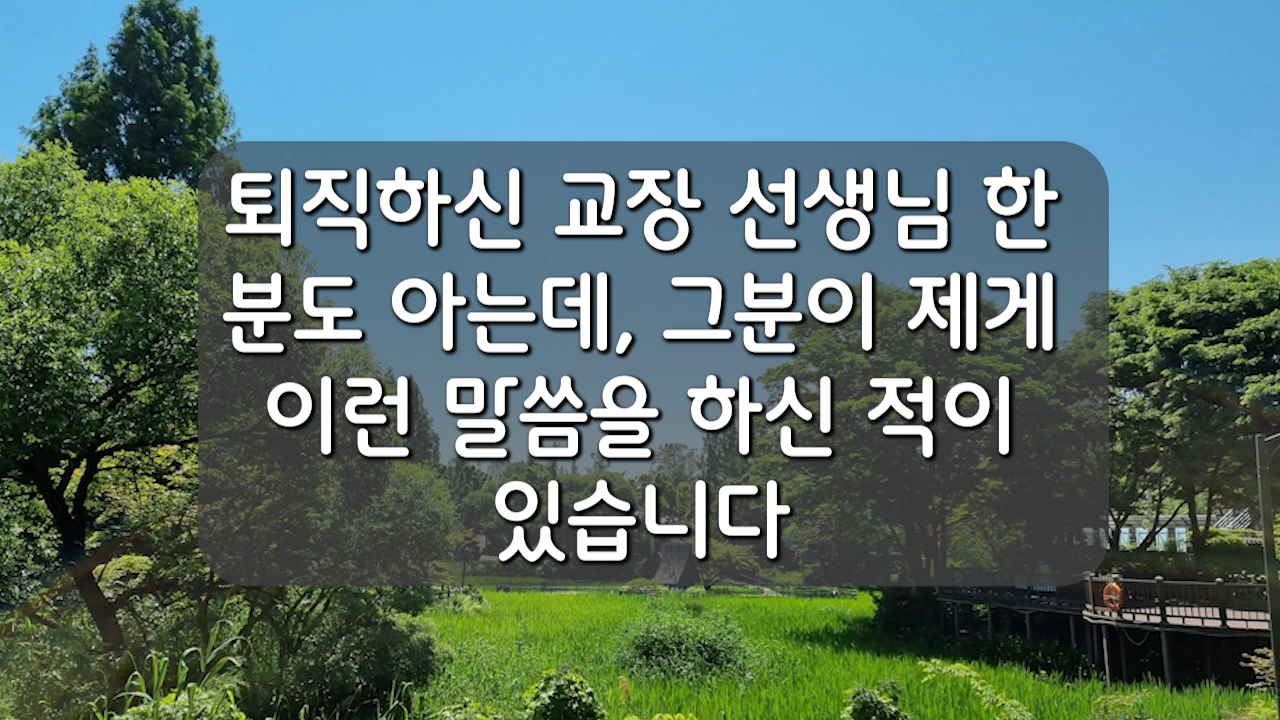 퇴직하신 교장 선생님 한
분도 아는데, 그분이 제게
이런 말씀을 하신 적이
있습니다